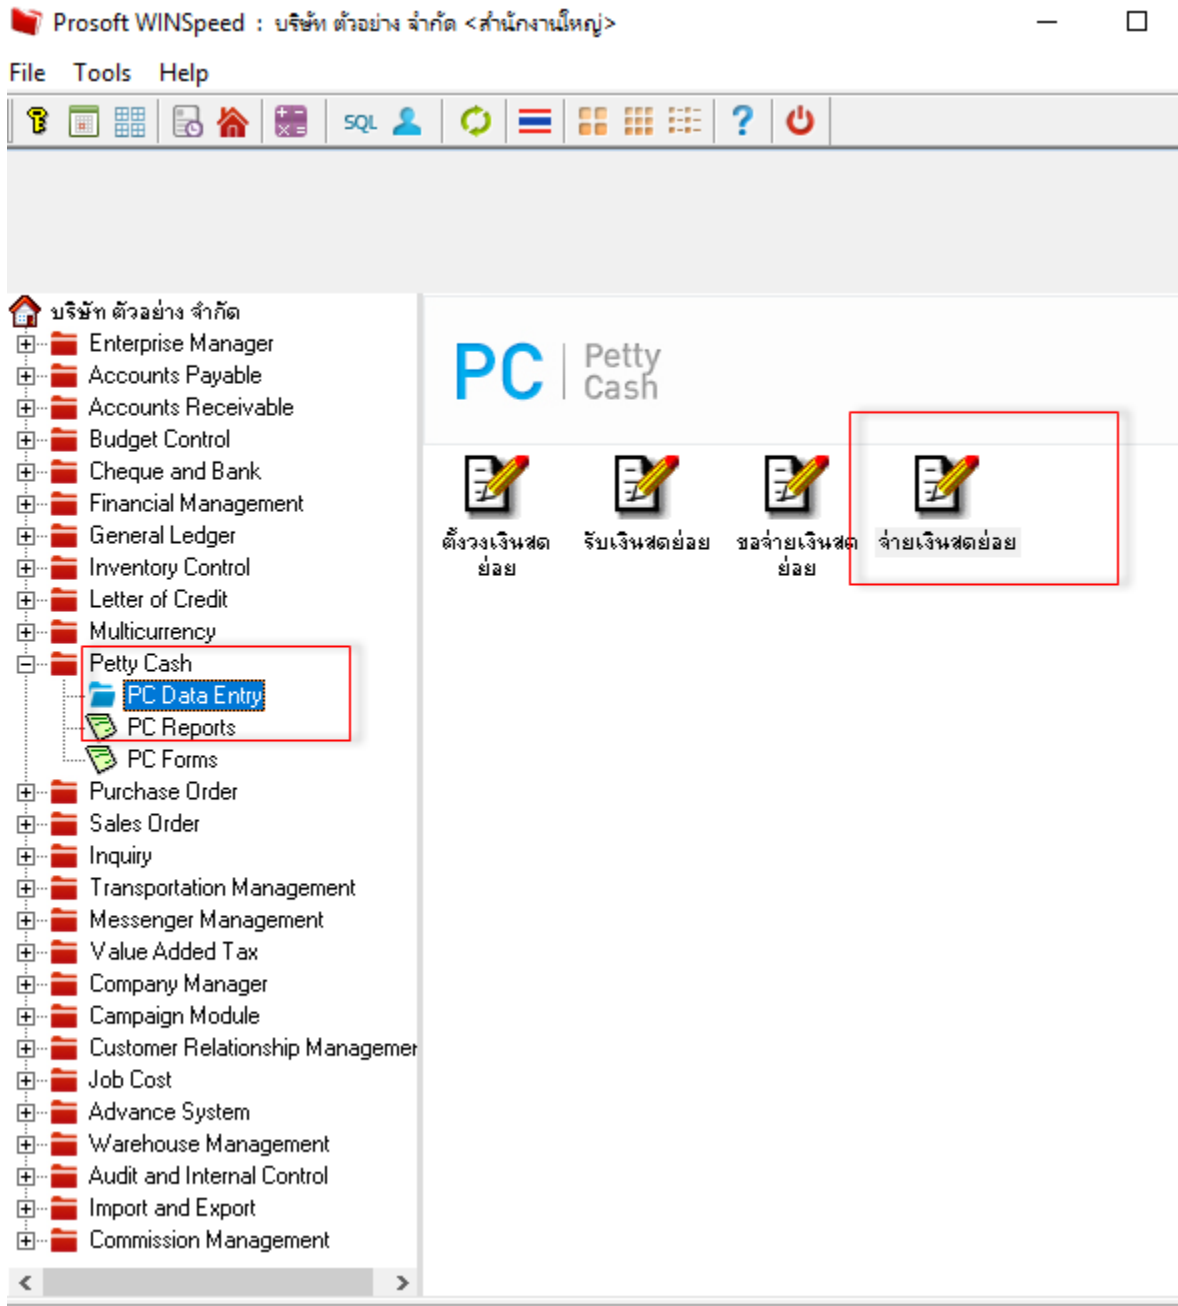 Prosoft WINSpeed : บริษัท ตัวอย่าง จำกัด <สำนักงานใหญ่>
File Tools Help
SQL
บริษัท ตัวอย่าง จำกัด
Enterprise Manager
Accounts Payable
Accounts Receivable
Budget Control
Cheque and Bank
Financial Management
General Ledger
Inventory Control
Letter of Credit
Multicurrency
Petty Cash
PC Data Entry
PC Reports
PC Forms
Purchase Order
Sales Order
Inquiry
Transportation Management
Messenger Management
Value Added Tax
Company Manager
Campaign Module
Customer Relationship Managemer
Job Cost
Advance System
Warehouse Management
Audit and Internal Control
Import and Export
Commission Management
PC | Petty
Cash
ตั้งวงเงินสด
ย่อย
รับเงินสดย่อย
ขอจ่ายเงินสด
ย่อย
จ่ายเงินสดย่อย